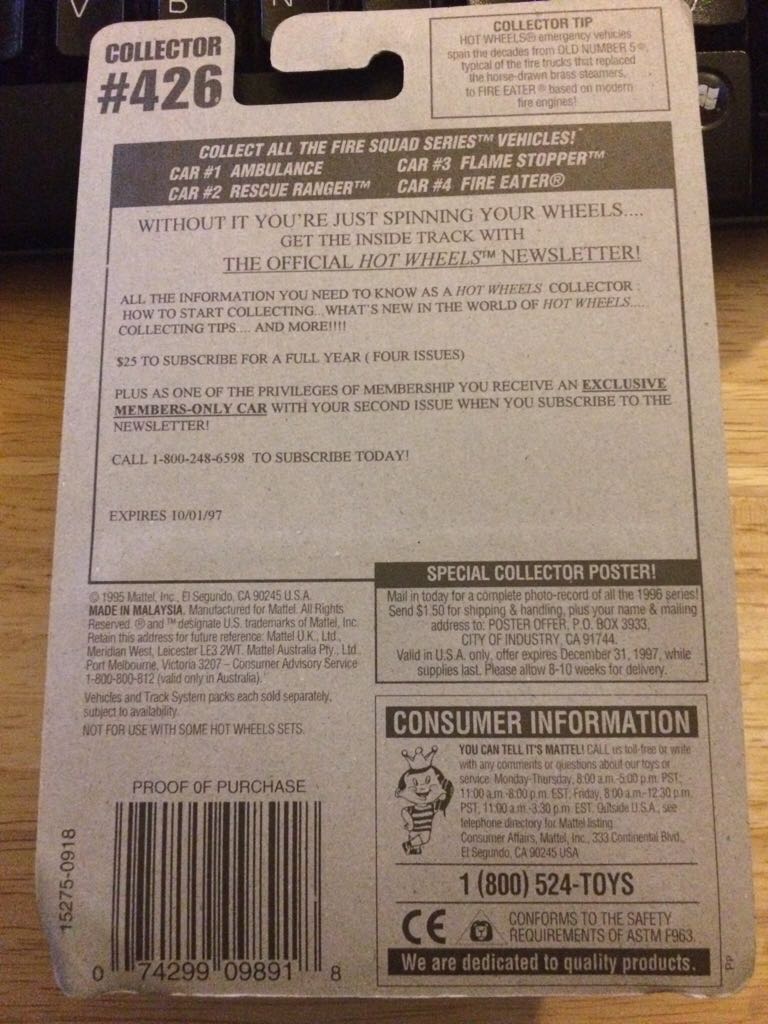 V B N
COLLECTOR
#426
COLLECTOR TIP
HOT WHEELS® emergency vehicles
span the decades from OLD NUMBER 5®,
typical of the fire trucks that replaced
the horse-drawn brass steamers,
to FIRE EATER® based on modern
fire engines!
COLLECT ALL THE FIRE SQUAD SERIES™ VEHICLES!
CAR #1 AMBULANCE CAR #3 FLAME STOPPER™
CAR #2 RESCUE RANGER™ CAR #4 FIRE EATER®
WITHOUT IT YOU'RE JUST SPINNING YOUR WHEELS....
GET THE INSIDE TRACK WITH
THE OFFICIAL HOT WHEELS™ NEWSLETTER!
ALL THE INFORMATION YOU NEED TO KNOW AS A HOT WHEELS COLLECTOR :
HOW TO START COLLECTING... WHAT'S NEW IN THE WORLD OF HOT WHEELS....
COLLECTING TIPS.... AND MORE!!!!
$25 TO SUBSCRIBE FOR A FULL YEAR ( FOUR ISSUES)
PLUS AS ONE OF THE PRIVILEGES OF MEMBERSHIP YOU RECEIVE AN EXCLUSIVE
MEMBERS-ONLY CAR WITH YOUR SECOND ISSUE WHEN YOU SUBSCRIBE TO THE
NEWSLETTER!
CALL 1-800-248-6598 TO SUBSCRIBE TODAY!
EXPIRES 10/01/97
© 1995 Mattel, Inc., El Segundo, CA 90245 U.S.A.
MADE IN MALAYSIA. Manufactured for Mattel. All Rights
Reserved. ® and ™ designate U.S. trademarks of Mattel, Inc.
Retain this address for future reference: Mattel U.K., Ltd.,
Meridian West, Leicester LE3 2WT. Mattel Australia Pty., Ltd.,
Port Melbourne, Victoria 3207 – Consumer Advisory Service
1-800-800-812 (valid only in Australia).
Vehicles and Track System packs each sold separately,
subject to availability.
NOT FOR USE WITH SOME HOT WHEELS SETS.
SPECIAL COLLECTOR POSTER!
Mail in today for a complete photo-record of all the 1996 series!
Send $1.50 for shipping & handling, plus your name & mailing
address to: POSTER OFFER, P.O. BOX 3933,
CITY OF INDUSTRY, CA 91744.
Valid in U.S.A. only, offer expires December 31, 1997, while
supplies last. Please allow 8-10 weeks for delivery.
CONSUMER INFORMATION
YOU CAN TELL IT'S MATTEL! CALL us toll-free or write
with any comments or questions about our toys or
service. Monday-Thursday, 8:00 a.m.-5:00 p.m. PST,
11:00 a.m.-8:00 p.m. EST, Friday, 8:00 a.m.-12:30 p.m.
PST, 11:00 a.m.-3:30 p.m. EST. Outside U.S.A., see
telephone directory for Mattel listing.
Consumer Affairs, Mattel, Inc., 333 Continental Blvd.,
El Segundo, CA 90245 USA
1 (800) 524-TOYS
CE CONFORMS TO THE SAFETY
REQUIREMENTS OF ASTM F963.
We are dedicated to quality products.
PP
PROOF OF PURCHASE
15275-0918
0 74299 09891 8